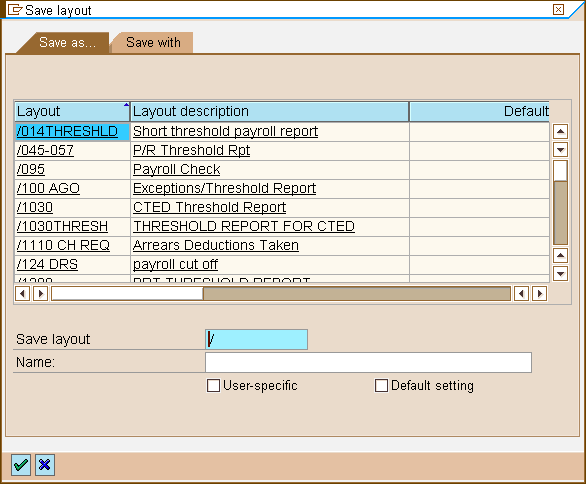 Save layout
Save as... Save with
Layout Layout description Default
/014THRESHLD Short threshold payroll report
/045-057 P/R Threshold Rpt
/095 Payroll Check
/100 AGO Exceptions/Threshold Report
/1030 CTED Threshold Report
/1030THRESH THRESHOLD REPORT FOR CTED
/1110 CH REQ Arrears Deductions Taken
/124 DRS payroll cut off
THRESHOLD REPORT
Save layout /
Name:
User-specific Default setting